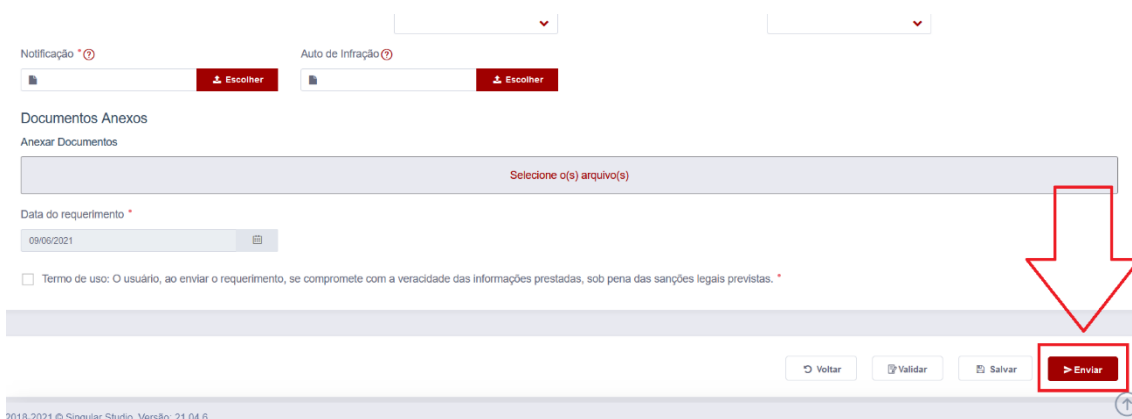 Notificação *
Auto de Infração
Escolher
Escolher
Documentos Anexos
Anexar Documentos
Selecione o(s) arquivo(s)
Data do requerimento *
09/06/2021
Termo de uso: O usuário, ao enviar o requerimento, se compromete com a veracidade das informações prestadas, sob pena das sanções legais previstas. *
Voltar
Validar
Salvar
Enviar
2018-2021 © Singular Studio. Versão: 21.04.6